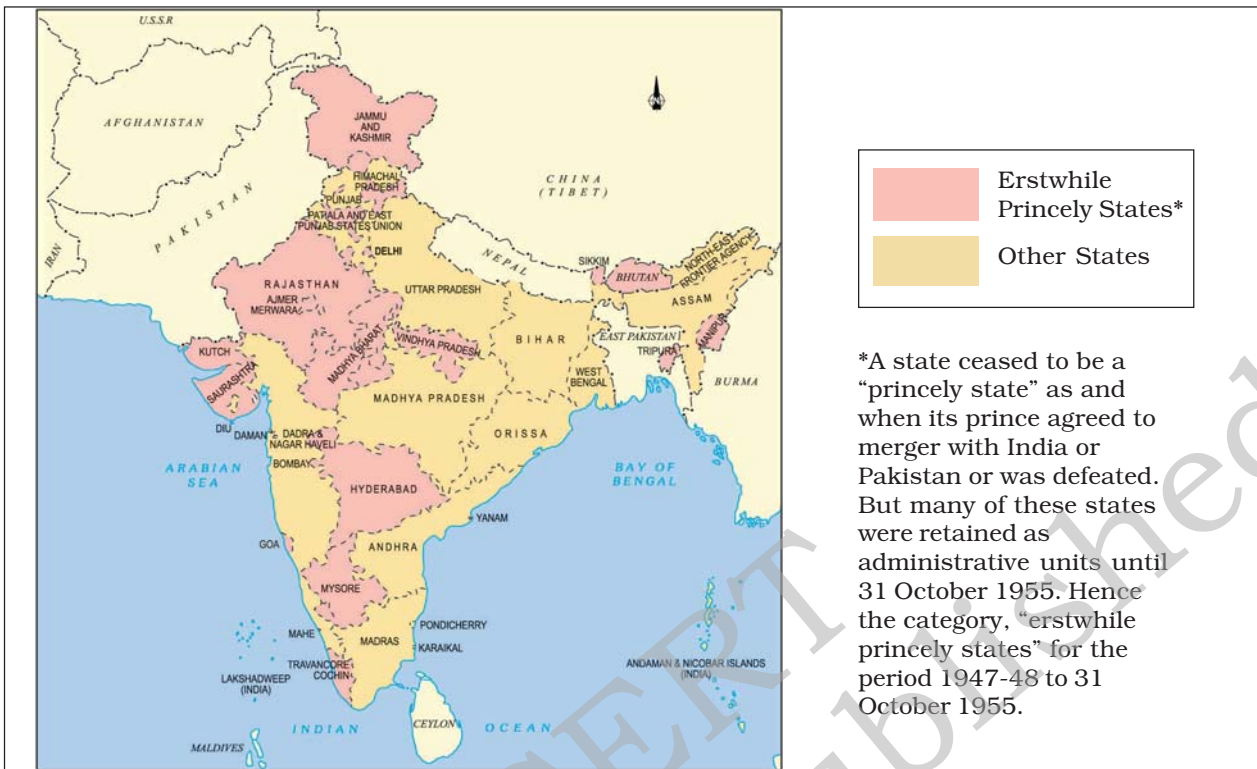 U.S.S.R
AFGHANISTAN
PAKISTAN
IRAN
JAMMU
AND
KASHMIR
HIMACHAL
PRADESH
PUNJAB
PATIALA AND EAST
PUNJAB STATES UNION
DELHI
CHINA
(TIBET)
N
NEPAL
SIKKIM
BHUTAN
NORTH-EAST
FRONTIER AGENCY
ASSAM
RAJASTHAN
AJMER
MERWARA
UTTAR PRADESH
BIHAR
EAST PAKISTAN
MANIPUR
TRIPURA
KUTCH
SAURASHTRA
MADHYA BHARAT
VINDHYA PRADESH
WEST
BENGAL
BURMA
MADHYA PRADESH
ORISSA
DIU
DAMAN
DADRA &
NAGAR HAVELI
BOMBAY
ARABIAN
SEA
BAY OF
BENGAL
HYDERABAD
YANAM
GOA
ANDHRA
MYSORE
MAHE
MADRAS
PONDICHERRY
KARAIKAL
TRAVANCORE
COCHIN
LAKSHADWEEP
(INDIA)
ANDAMAN & NICOBAR ISLANDS
(INDIA)
INDIAN OCEAN
CEYLON
MALDIVES
Erstwhile
Princely States*
Other States
*A state ceased to be a
“princely state” as and
when its prince agreed to
merger with India or
Pakistan or was defeated.
But many of these states
were retained as
administrative units until
31 October 1955. Hence
the category, “erstwhile
princely states” for the
period 1947-48 to 31
October 1955.